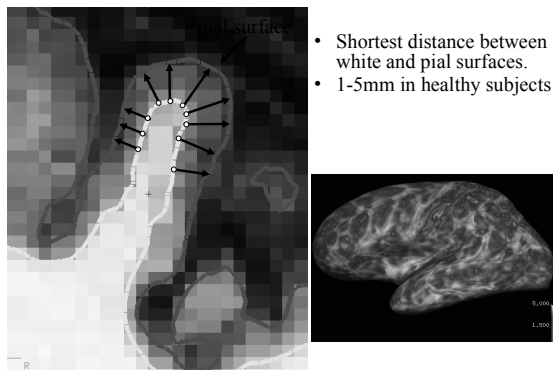 pial surface
• Shortest distance between
white and pial surfaces.
• 1-5mm in healthy subjects
5,000
1,500
R